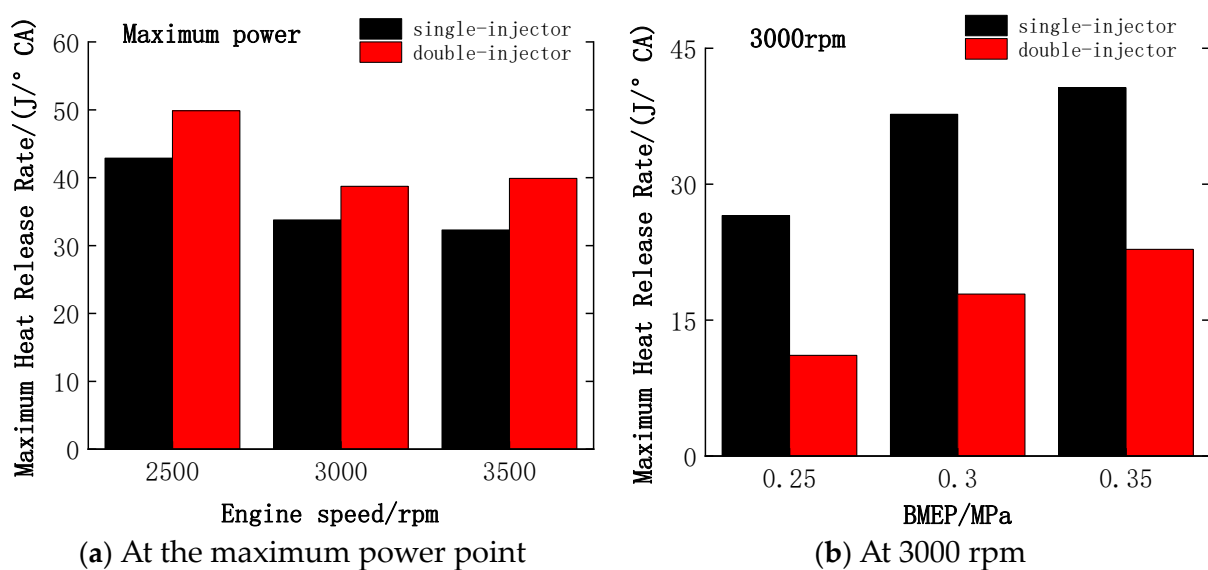 Maximum power
single-injector
double-injector
Maximum Heat Release Rate/(J/° CA)
60
50
40
30
20
10
0
2500 3000 3500
Engine speed/rpm
(a) At the maximum power point
3000rpm
single-injector
double-injector
Maximum Heat Release Rate/(J/° CA)
45
30
15
0
0.25 0.3 0.35
BMEP/MPa
(b) At 3000 rpm